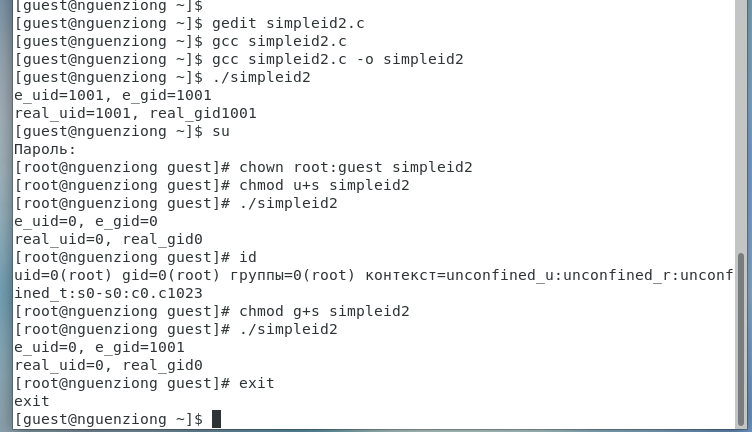 [guest@nguenziong ~]$
[guest@nguenziong ~]$ gedit simpleid2.c
[guest@nguenziong ~]$ gcc simpleid2.c
[guest@nguenziong ~]$ gcc simpleid2.c -o simpleid2
[guest@nguenziong ~]$ ./simpleid2
e_uid=1001, e_gid=1001
real_uid=1001, real_gid1001
[guest@nguenziong ~]$ su
Пароль:
[root@nguenziong guest]# chown root:guest simpleid2
[root@nguenziong guest]# chmod u+s simpleid2
[root@nguenziong guest]# ./simpleid2
e_uid=0, e_gid=0
real_uid=0, real_gid0
[root@nguenziong guest]# id
uid=0(root) gid=0(root) группы=0(root) контекст=unconfined_u:unconfined_r:unconf
ined_t:s0-s0:c0.c1023
[root@nguenziong guest]# chmod g+s simpleid2
[root@nguenziong guest]# ./simpleid2
e_uid=0, e_gid=1001
real_uid=0, real_gid0
[root@nguenziong guest]# exit
exit
[guest@nguenziong ~]$